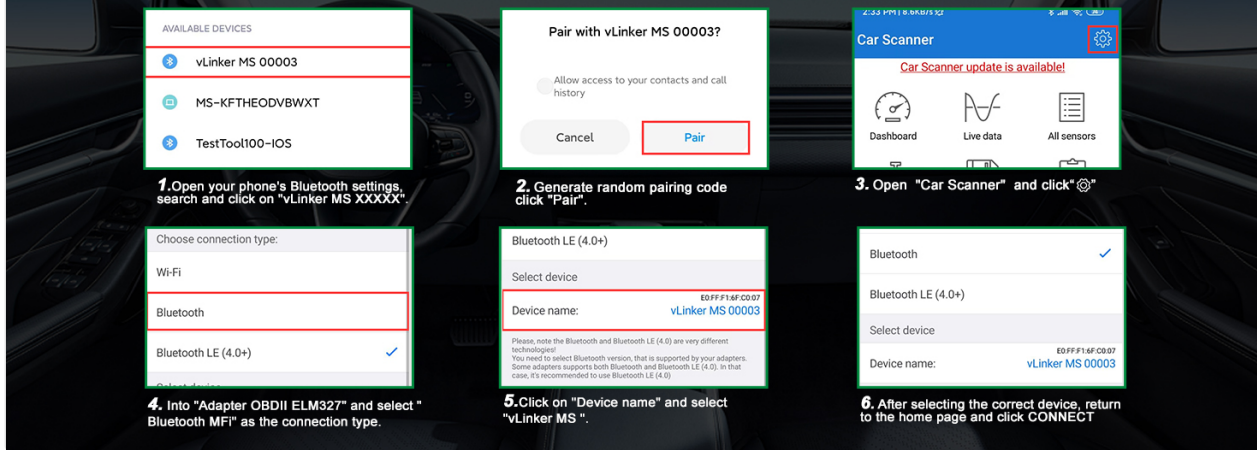 AVAILABLE DEVICES
vLinker MS 00003
MS-KFTHEODVBWXT
TestTool100-IOS
1.Open your phone's Bluetooth settings,
search and click on "vLinker MS XXXXX".
Pair with vLinker MS 00003?
Allow access to your contacts and call
history
Cancel
Pair
2. Generate random pairing code
click "Pair".
2:33 PM | 8.6KB/s
Car Scanner
Car Scanner update is available!
Dashboard
Live data
All sensors
3. Open "Car Scanner" and click" "
Choose connection type:
Wi-Fi
Bluetooth
Bluetooth LE (4.0+)
Select device
4. Into "Adapter OBDII ELM327" and select "
Bluetooth MFi" as the connection type.
Bluetooth LE (4.0+)
Select device
E0:FF:F1:6F:C0:07
Device name:
vLinker MS 00003
Please, note the Bluetooth and Bluetooth LE (4.0) are very different
technologies!
You need to select Bluetooth version, that is supported by your adapters.
Some adapters supports both Bluetooth and Bluetooth LE (4.0). In that
case, it's recommended to use Bluetooth LE (4.0)
5.Click on "Device name" and select
"vLinker MS ".
Bluetooth
Bluetooth LE (4.0+)
Select device
E0:FF:F1:6F:C0:07
Device name:
vLinker MS 00003
6. After selecting the correct device, return
to the home page and click CONNECT